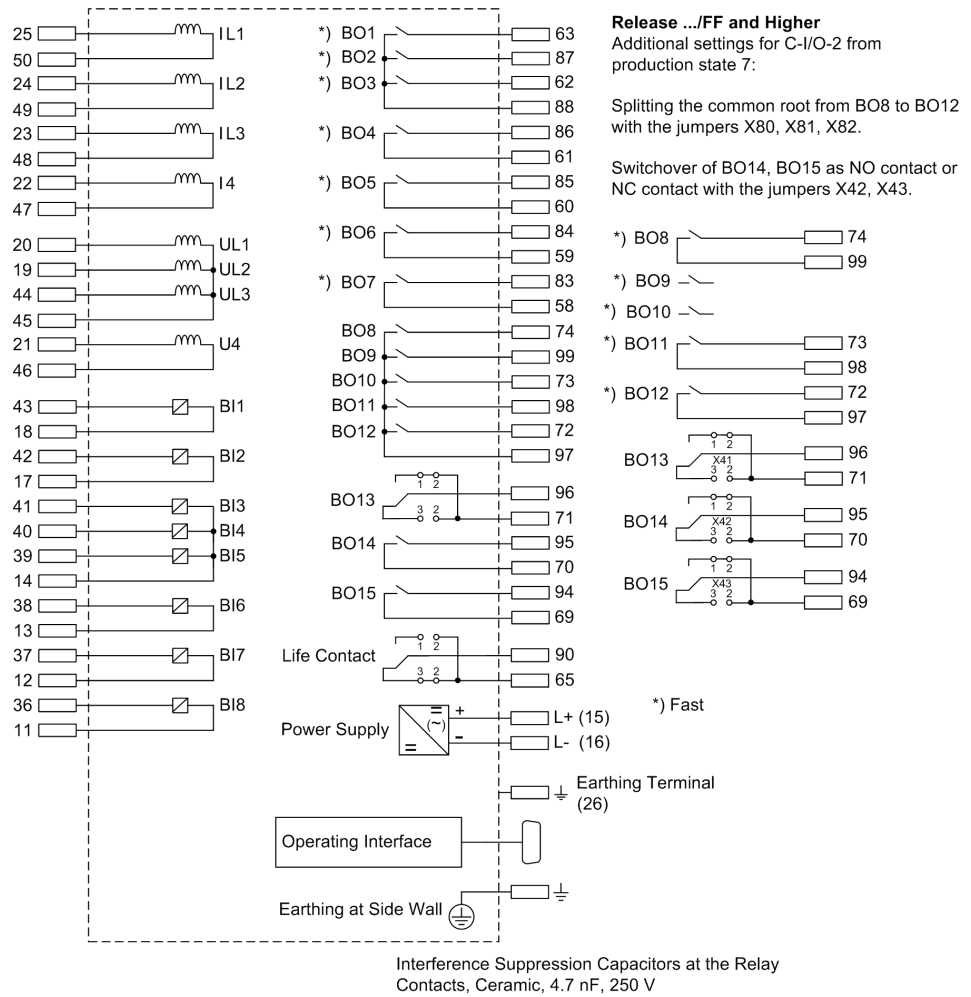 25 IL1
50
24 IL2
49
23 IL3
48
22 I4
47
20 UL1
19 UL2
44 UL3
45
21 U4
46
43 BI1
18
42 BI2
17
41 BI3
40 BI4
39 BI5
14
38 BI6
13
37 BI7
12
36 BI8
11
*) BO1 63
*) BO2 87
*) BO3 62
88
*) BO4 86
61
*) BO5 85
60
*) BO6 84
59
*) BO7 83
58
BO8 74
BO9 99
BO10 73
BO11 98
BO12 72
97
1 2
BO13 96
3 2
71
BO14 95
70
BO15 94
69
1 2
Life Contact 90
3 2
65
Power Supply = (~) = + L+ (15)
- L- (16)
Earthing Terminal
(26)
Operating Interface
Earthing at Side Wall
Interference Suppression Capacitors at the Relay
Contacts, Ceramic, 4.7 nF, 250 V
Release .../FF and Higher
Additional settings for C-I/O-2 from
production state 7:
Splitting the common root from BO8 to BO12
with the jumpers X80, X81, X82.
Switchover of BO14, BO15 as NO contact or
NC contact with the jumpers X42, X43.
*) BO8 74
99
*) BO9
*) BO10
*) BO11 73
98
*) BO12 72
97
1 2
BO13 X41 96
3 2
71
1 2
BO14 X42 95
3 2
70
1 2
BO15 X43 94
3 2
69
*) Fast